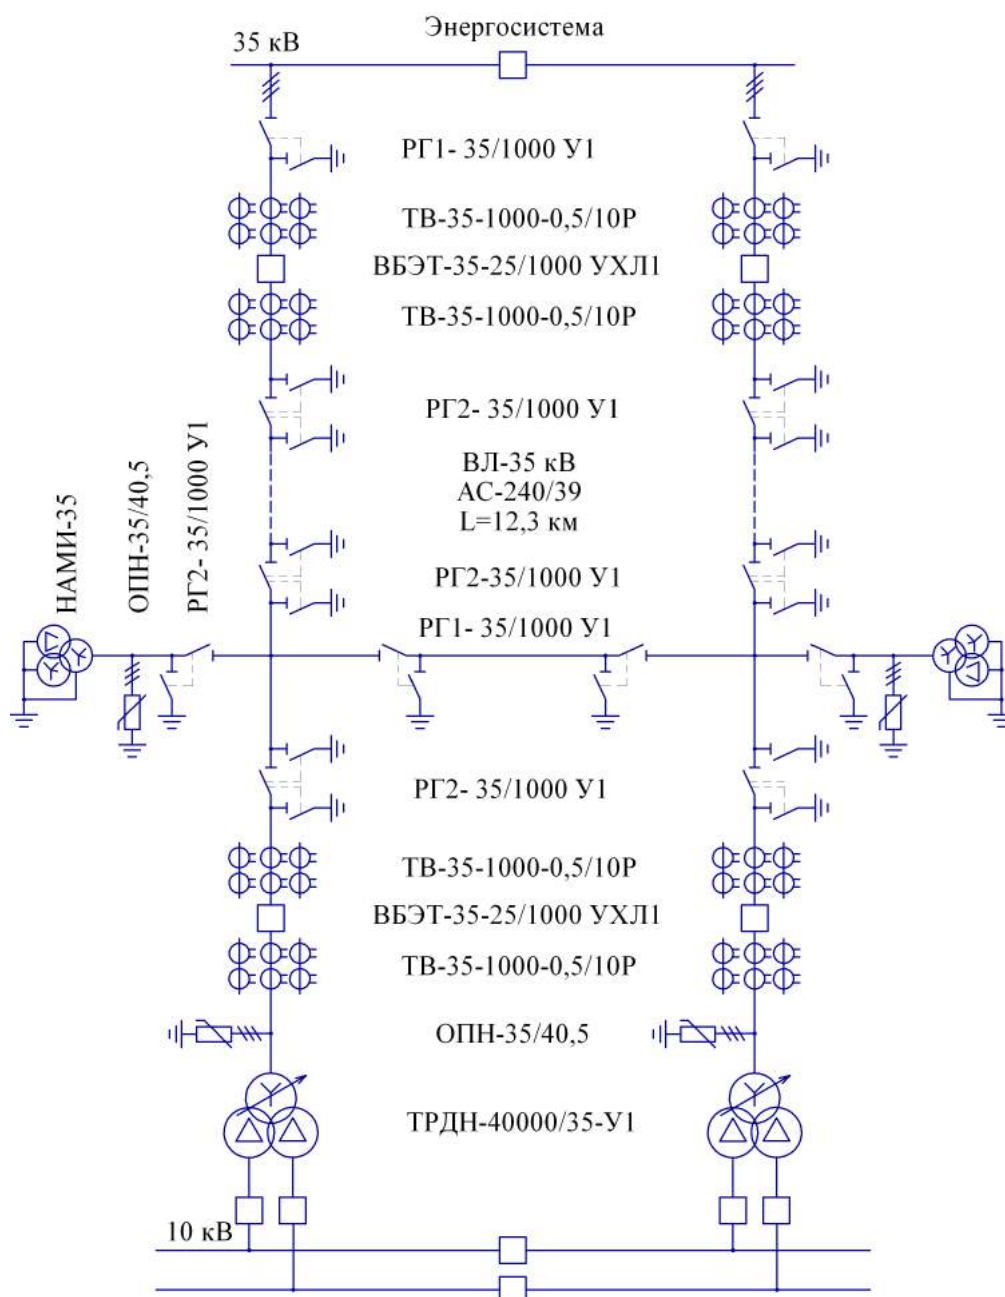 Энергосистема
35 кВ
РГ1- 35/1000 У1
ТВ-35-1000-0,5/10Р
ВБЭТ-35-25/1000 УХЛ1
ТВ-35-1000-0,5/10Р
РГ2- 35/1000 У1
ВЛ-35 кВ
АС-240/39
L=12,3 км
НАМИ-35
ОПН-35/40,5
РГ2- 35/1000 У1
РГ2-35/1000 У1
РГ1- 35/1000 У1
РГ2- 35/1000 У1
ТВ-35-1000-0,5/10Р
ВБЭТ-35-25/1000 УХЛ1
ТВ-35-1000-0,5/10Р
ОПН-35/40,5
ТРДН-40000/35-У1
10 кВ